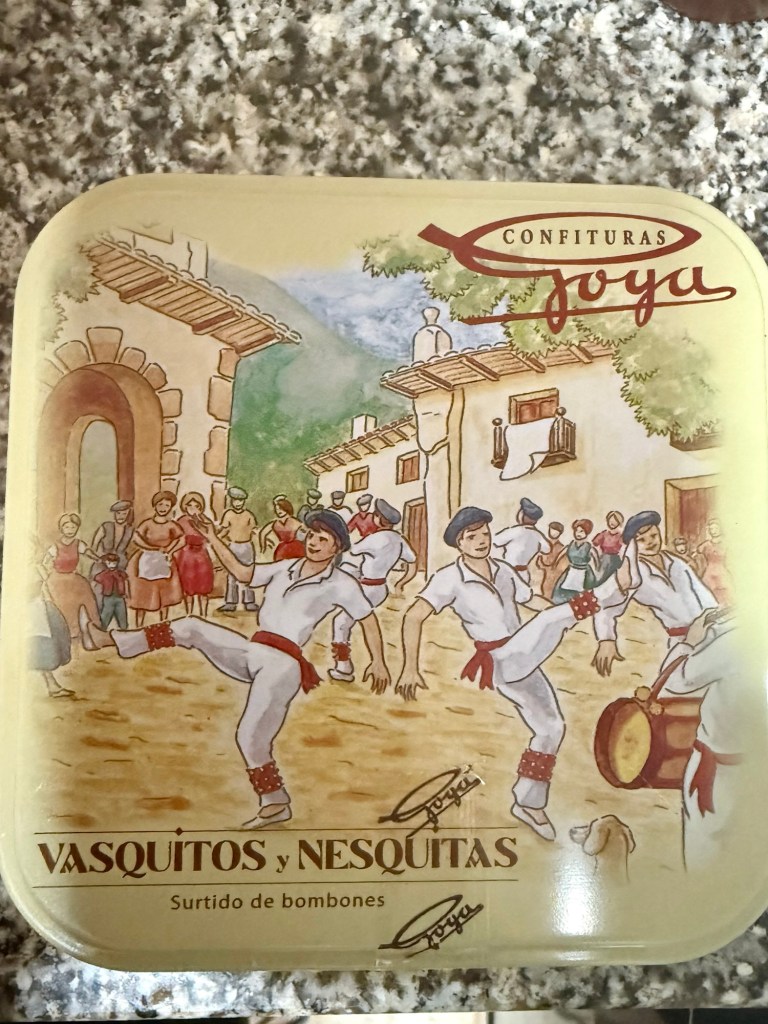 CONFITURAS
Goya
Goya
VASQUITOS y NESQUITAS
Surtido de bombones
Goya